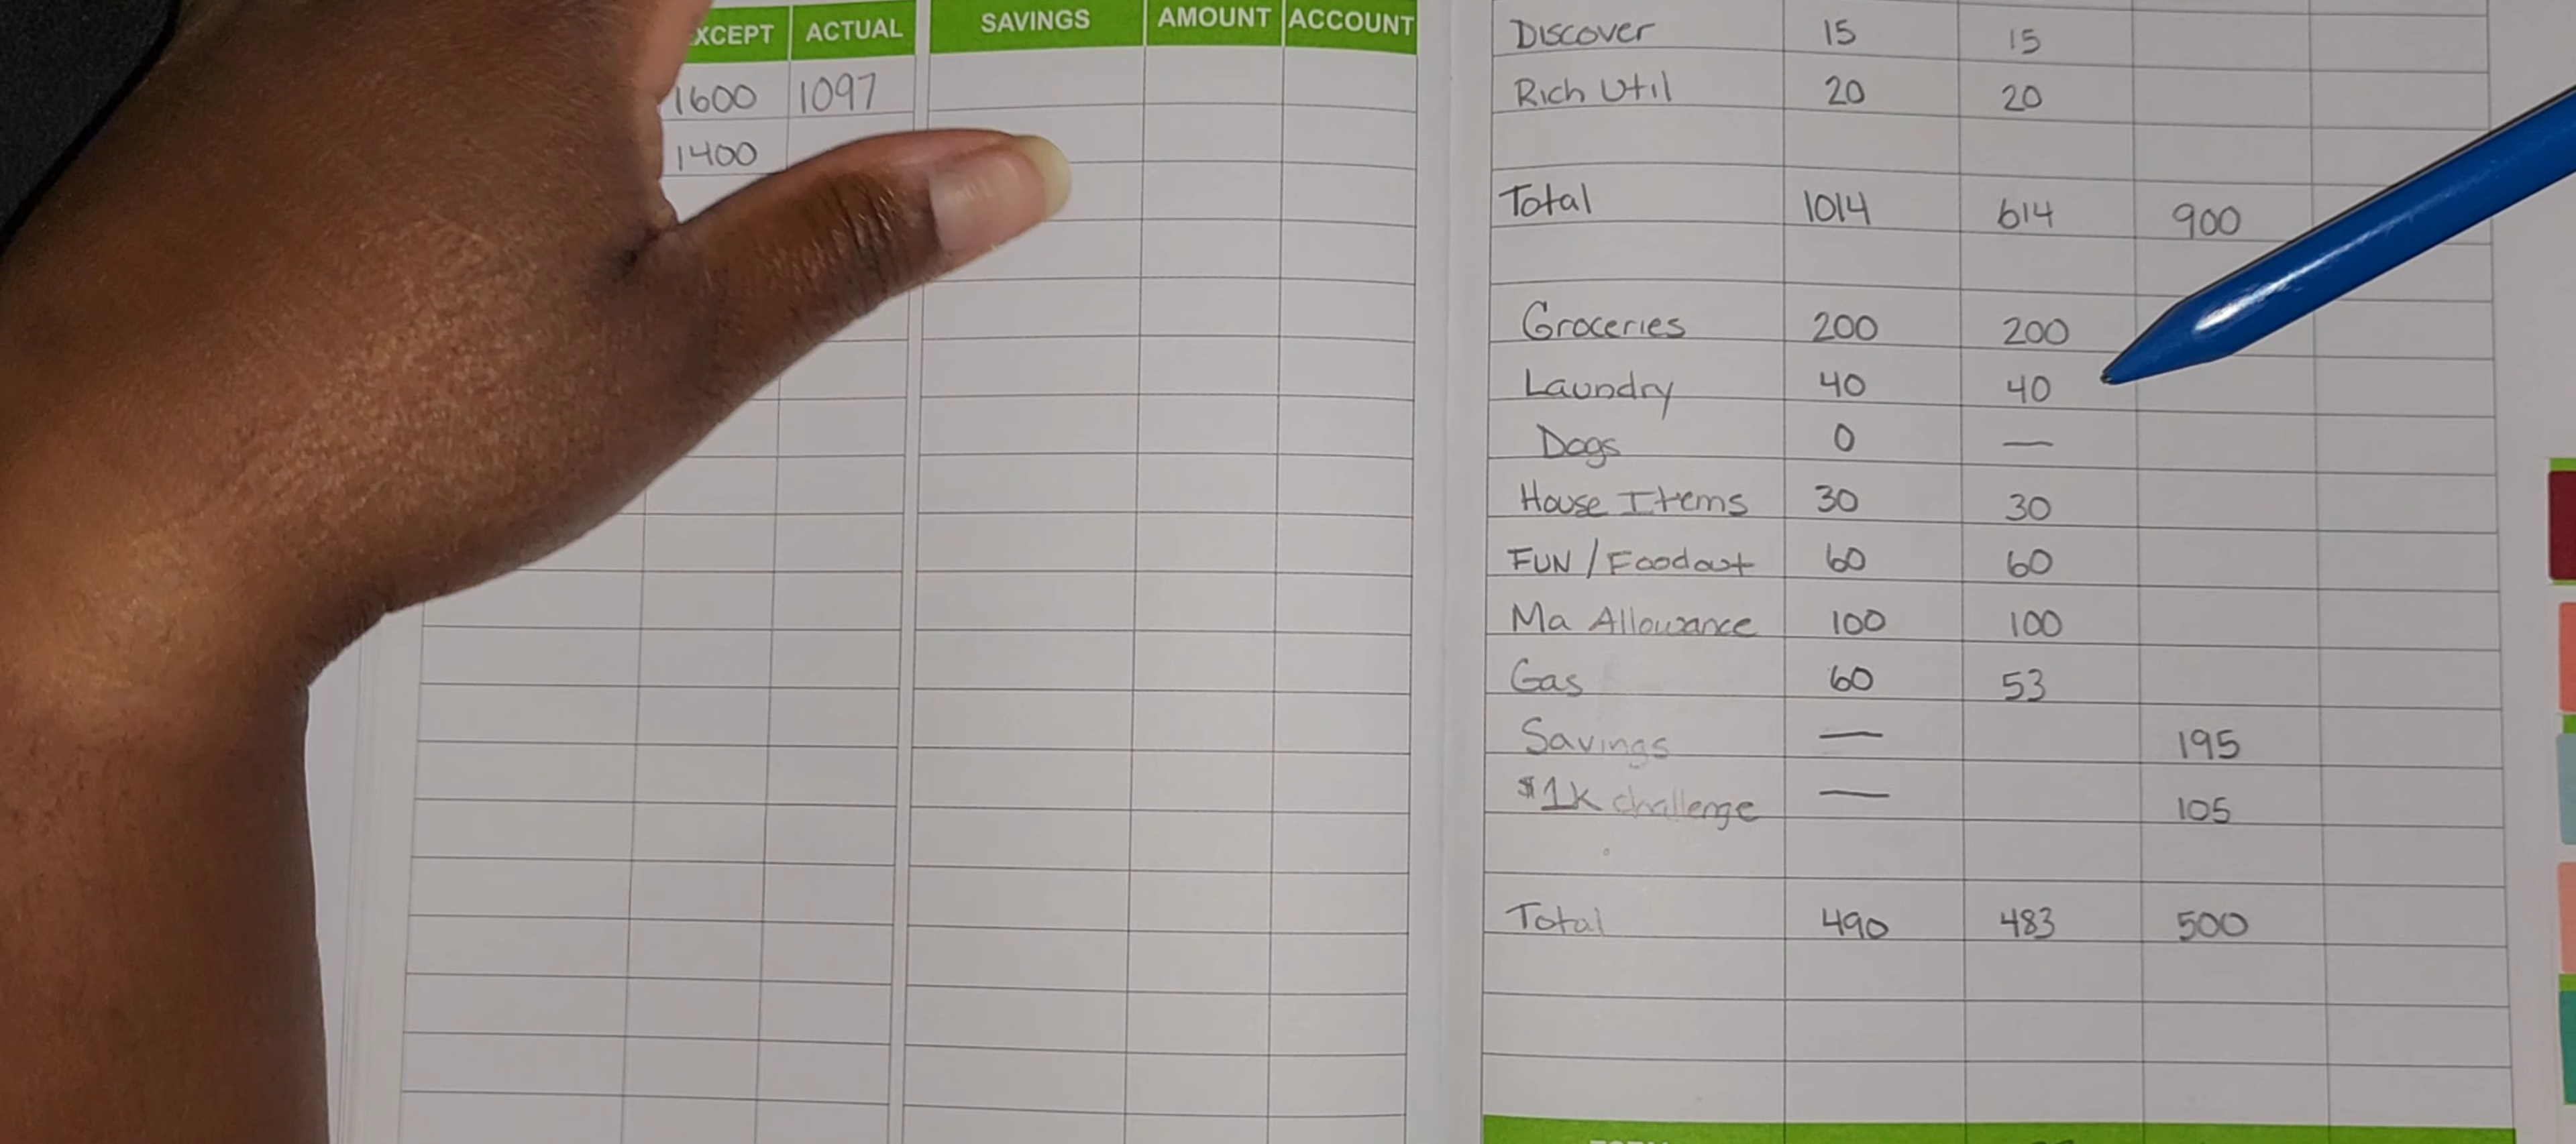 XCEPT ACTUAL SAVINGS AMOUNT ACCOUNT
1600 1097
1400
Discover 15 15
Rich Util 20 20
Total 1014 614 900
Groceries 200 200
Laundry 40 40
Dogs 0 —
House Items 30 30
FUN / Foodout 60 60
Ma Allowance 100 100
Gas 60 53
Savings — 195
$1K challenge — 105
Total 490 483 500